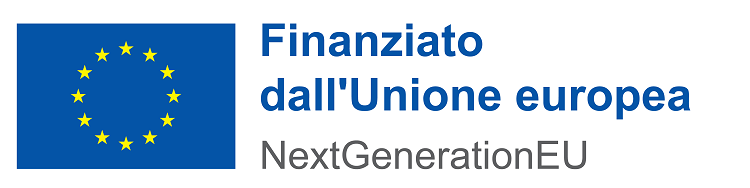 Finanziato
dall'Unione europea
NextGenerationEU